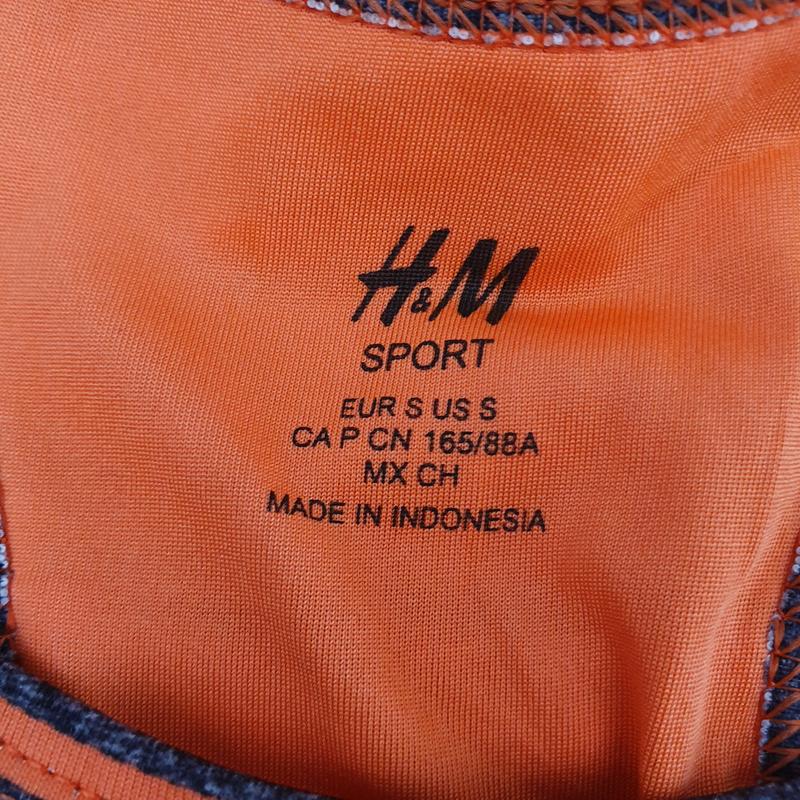 H&M
SPORT
EUR S US S
CA P CN 165/88A
MX CH
MADE IN INDONESIA